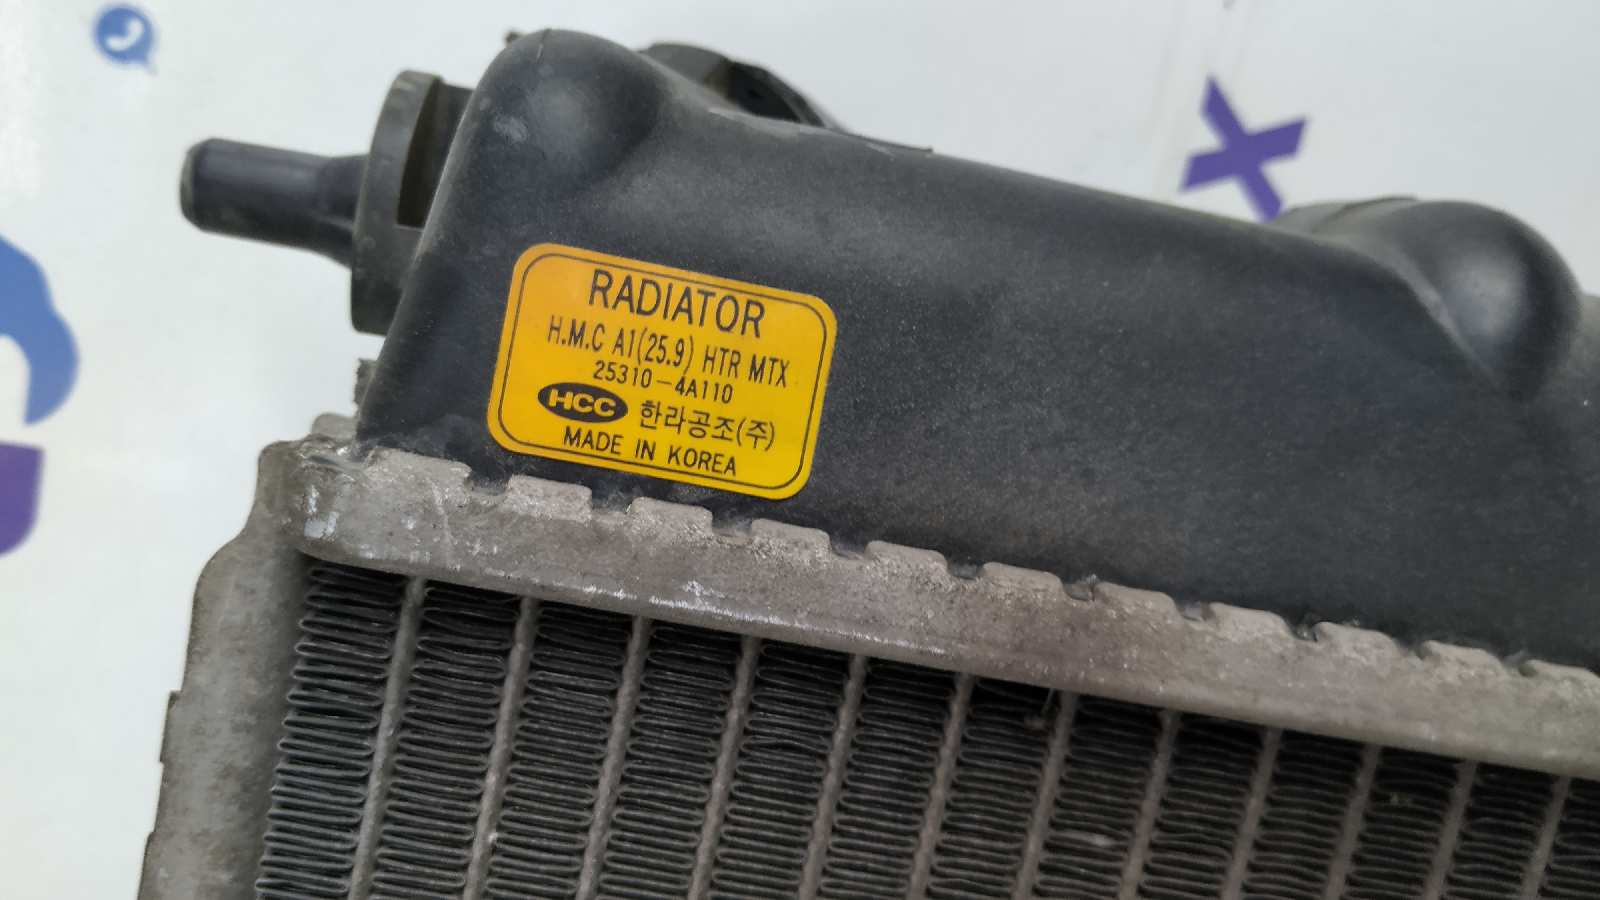 RADIATOR
H.M.C A1(25.9) HTR MTX
25310-4A110
HCC 한라공조(주)
MADE IN KOREA
X